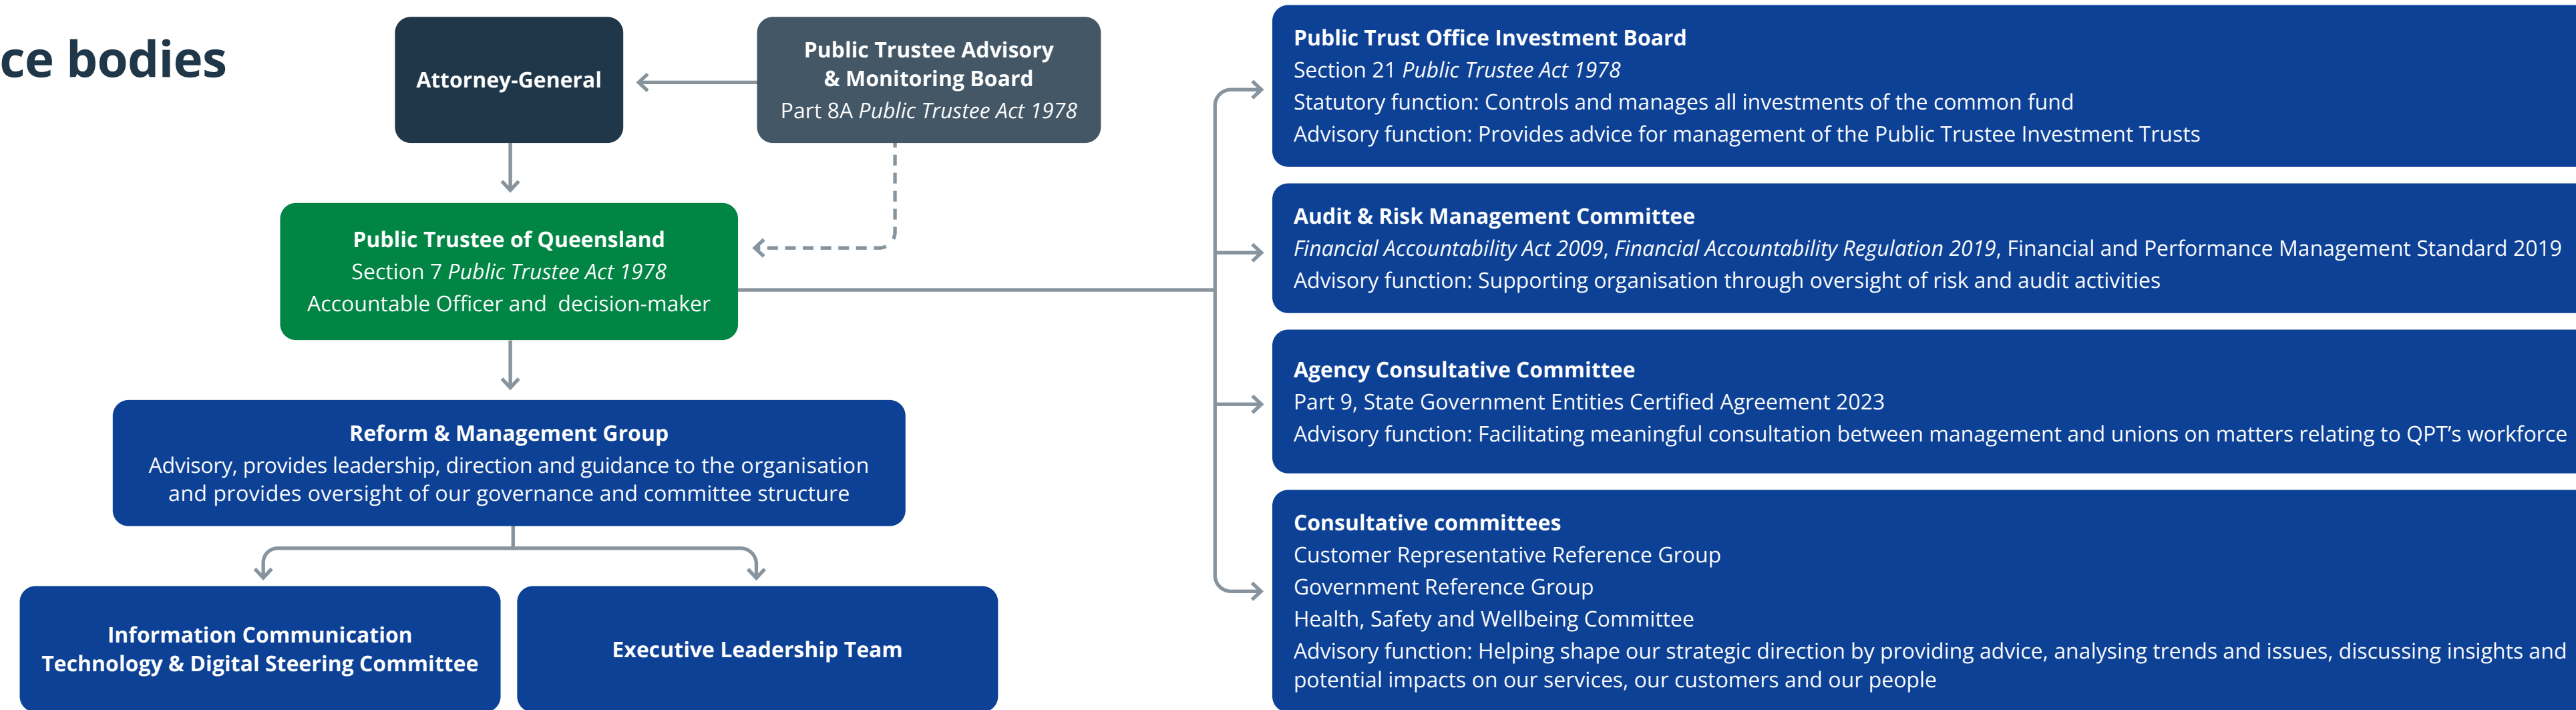 ce bodies
Attorney-General
Public Trustee Advisory
& Monitoring Board
Part 8A Public Trustee Act 1978
Public Trustee of Queensland
Section 7 Public Trustee Act 1978
Accountable Officer and  decision-maker
Reform & Management Group
Advisory, provides leadership, direction and guidance to the organisation
and provides oversight of our governance and committee structure
Information Communication
Technology & Digital Steering Committee
Executive Leadership Team
Public Trust Office Investment Board
Section 21 Public Trustee Act 1978
Statutory function: Controls and manages all investments of the common fund
Advisory function: Provides advice for management of the Public Trustee Investment Trusts
Audit & Risk Management Committee
Financial Accountability Act 2009, Financial Accountability Regulation 2019, Financial and Performance Management Standard 2019
Advisory function: Supporting organisation through oversight of risk and audit activities
Agency Consultative Committee
Part 9, State Government Entities Certified Agreement 2023
Advisory function: Facilitating meaningful consultation between management and unions on matters relating to QPT’s workforce
Consultative committees
Customer Representative Reference Group
Government Reference Group
Health, Safety and Wellbeing Committee
Advisory function: Helping shape our strategic direction by providing advice, analysing trends and issues, discussing insights and
potential impacts on our services, our customers and our people